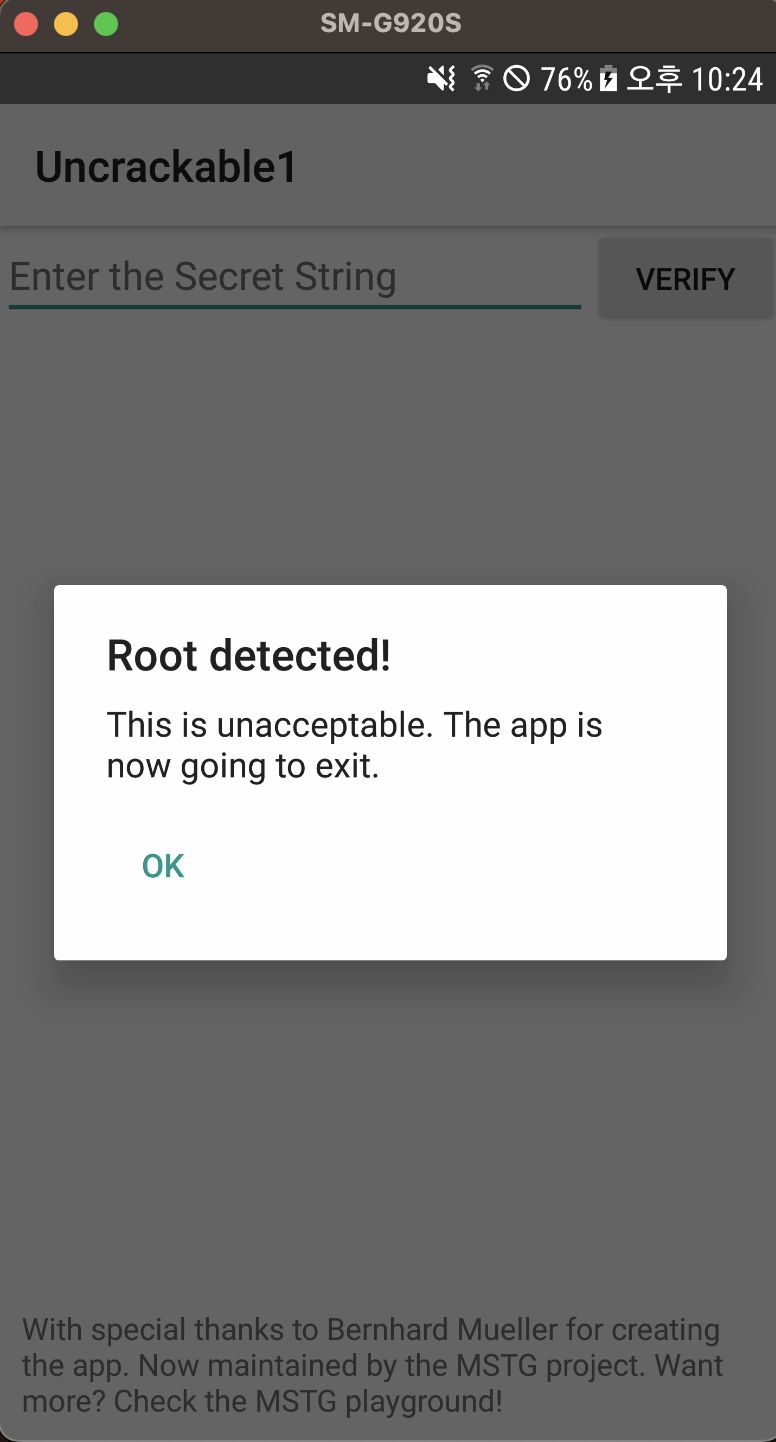 SM-G920S
76% 오후 10:24
Uncrackable1
Enter the Secret String
VERIFY
Root detected!
This is unacceptable. The app is
now going to exit.
OK
With special thanks to Bernhard Mueller for creating
the app. Now maintained by the MSTG project. Want
more? Check the MSTG playground!